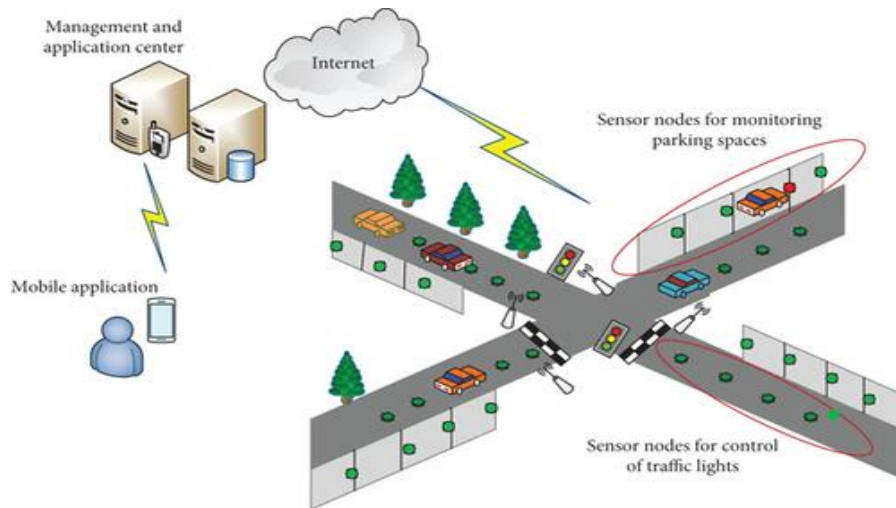 Management and
application center
Internet
Sensor nodes for monitoring
parking spaces
Mobile application
Sensor nodes for control
of traffic lights